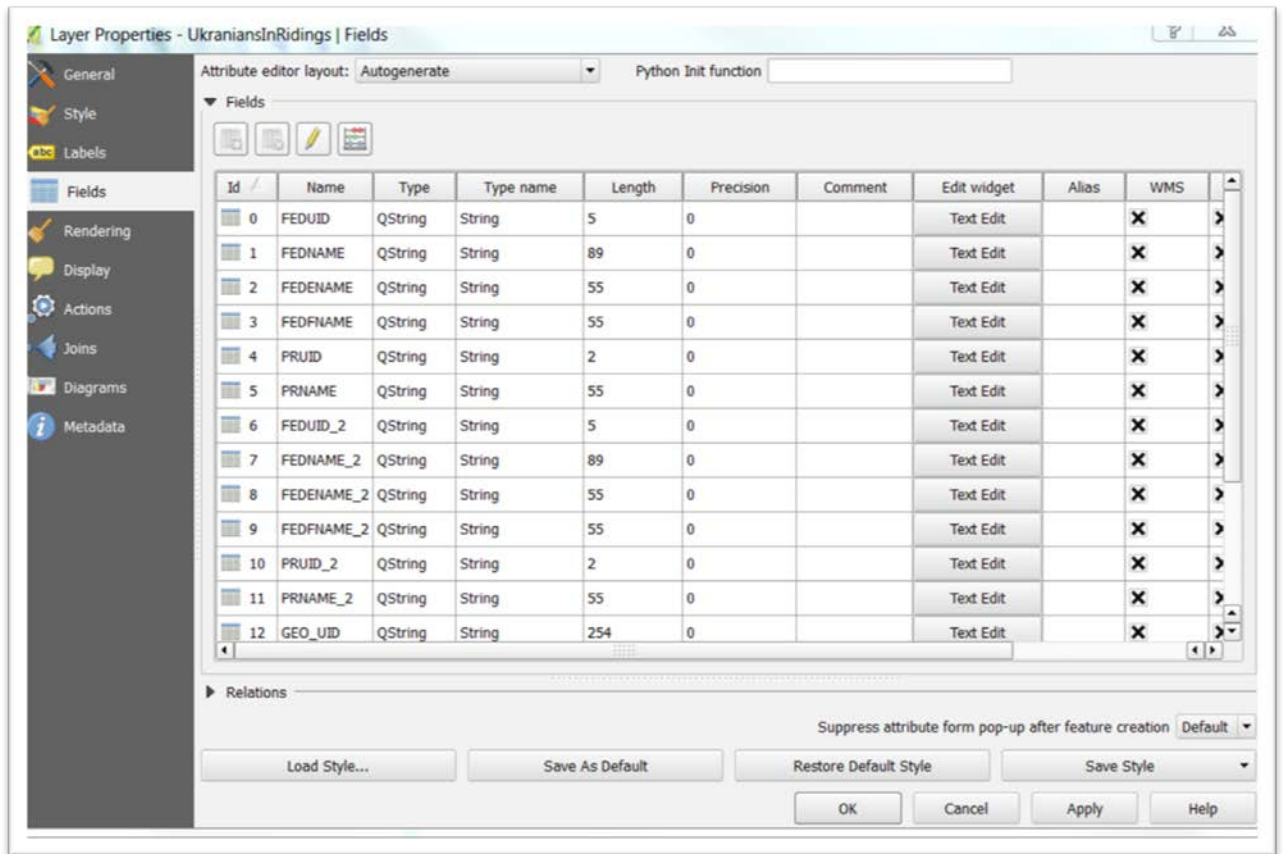 Layer Properties - UkraniansInRidings | Fields
General
Style
abc Labels
Fields
Rendering
Display
Actions
Joins
Diagrams
Metadata
Attribute editor layout: Autogenerate Python Init function
Fields
Id Name Type Type name Length Precision Comment Edit widget Alias WMS
0 FEDUID QString String 5 0 Text Edit
1 FEDNAME QString String 89 0 Text Edit
2 FEDENAME QString String 55 0 Text Edit
3 FEDFNAME QString String 55 0 Text Edit
4 PRUID QString String 2 0 Text Edit
5 PRNAME QString String 55 0 Text Edit
6 FEDUID_2 QString String 5 0 Text Edit
7 FEDNAME_2 QString String 89 0 Text Edit
8 FEDENAME_2 QString String 55 0 Text Edit
9 FEDFNAME_2 QString String 55 0 Text Edit
10 PRUID_2 QString String 2 0 Text Edit
11 PRNAME_2 QString String 55 0 Text Edit
12 GEO_UID QString String 254 0 Text Edit
Relations
Suppress attribute form pop-up after feature creation Default
Load Style... Save As Default Restore Default Style Save Style
OK Cancel Apply Help